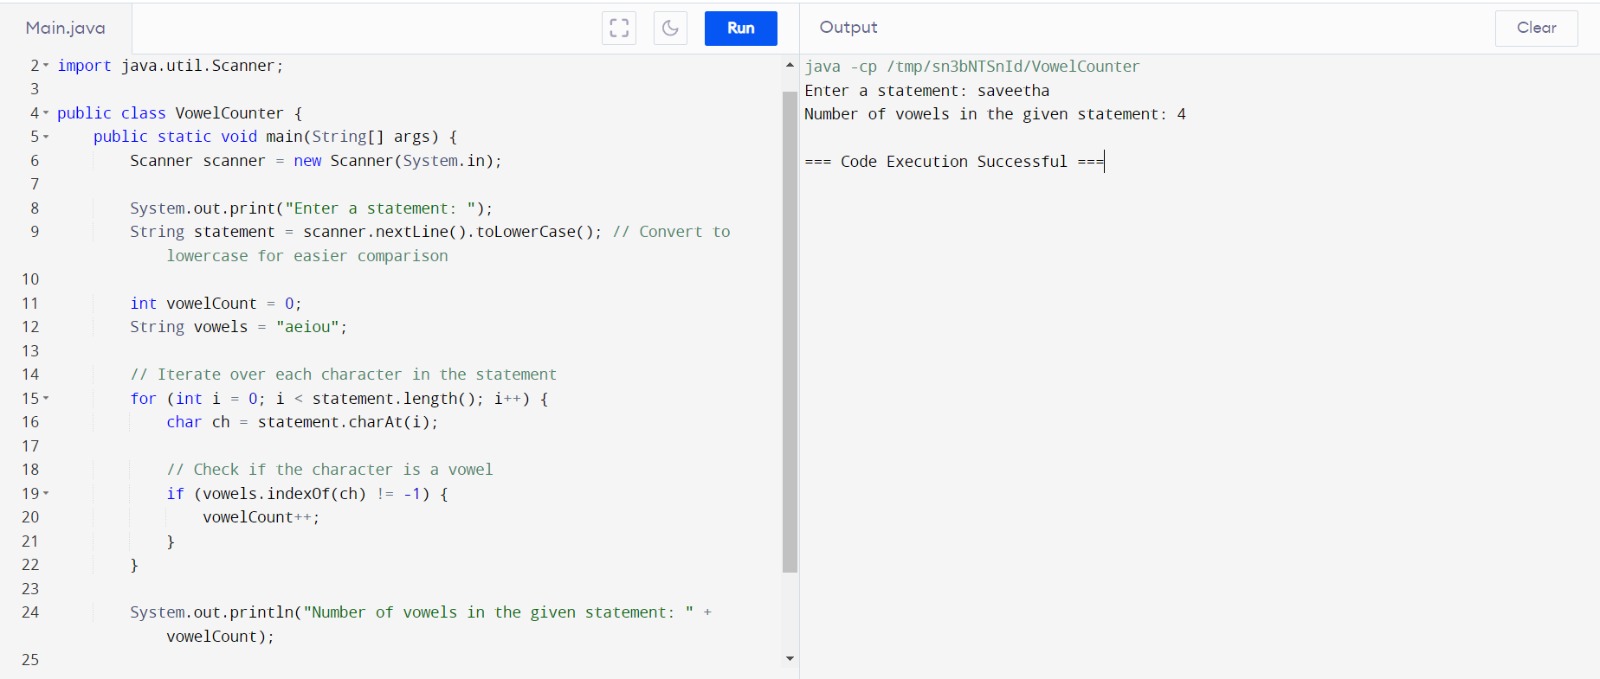 Main.java
Run
2 import java.util.Scanner;
3
4 public class VowelCounter {
5 public static void main(String[] args) {
6 Scanner scanner = new Scanner(System.in);
7
8 System.out.print("Enter a statement: ");
9 String statement = scanner.nextLine().toLowerCase(); // Convert to
lowercase for easier comparison
10
11 int vowelCount = 0;
12 String vowels = "aeiou";
13
14 // Iterate over each character in the statement
15 for (int i = 0; i < statement.length(); i++) {
16 char ch = statement.charAt(i);
17
18 // Check if the character is a vowel
19 if (vowels.indexOf(ch) != -1) {
20 vowelCount++;
21 }
22 }
23
24 System.out.println("Number of vowels in the given statement: " +
vowelCount);
25
Output
Clear
java -cp /tmp/sn3bNTSnId/VowelCounter
Enter a statement: saveetha
Number of vowels in the given statement: 4
=== Code Execution Successful ===